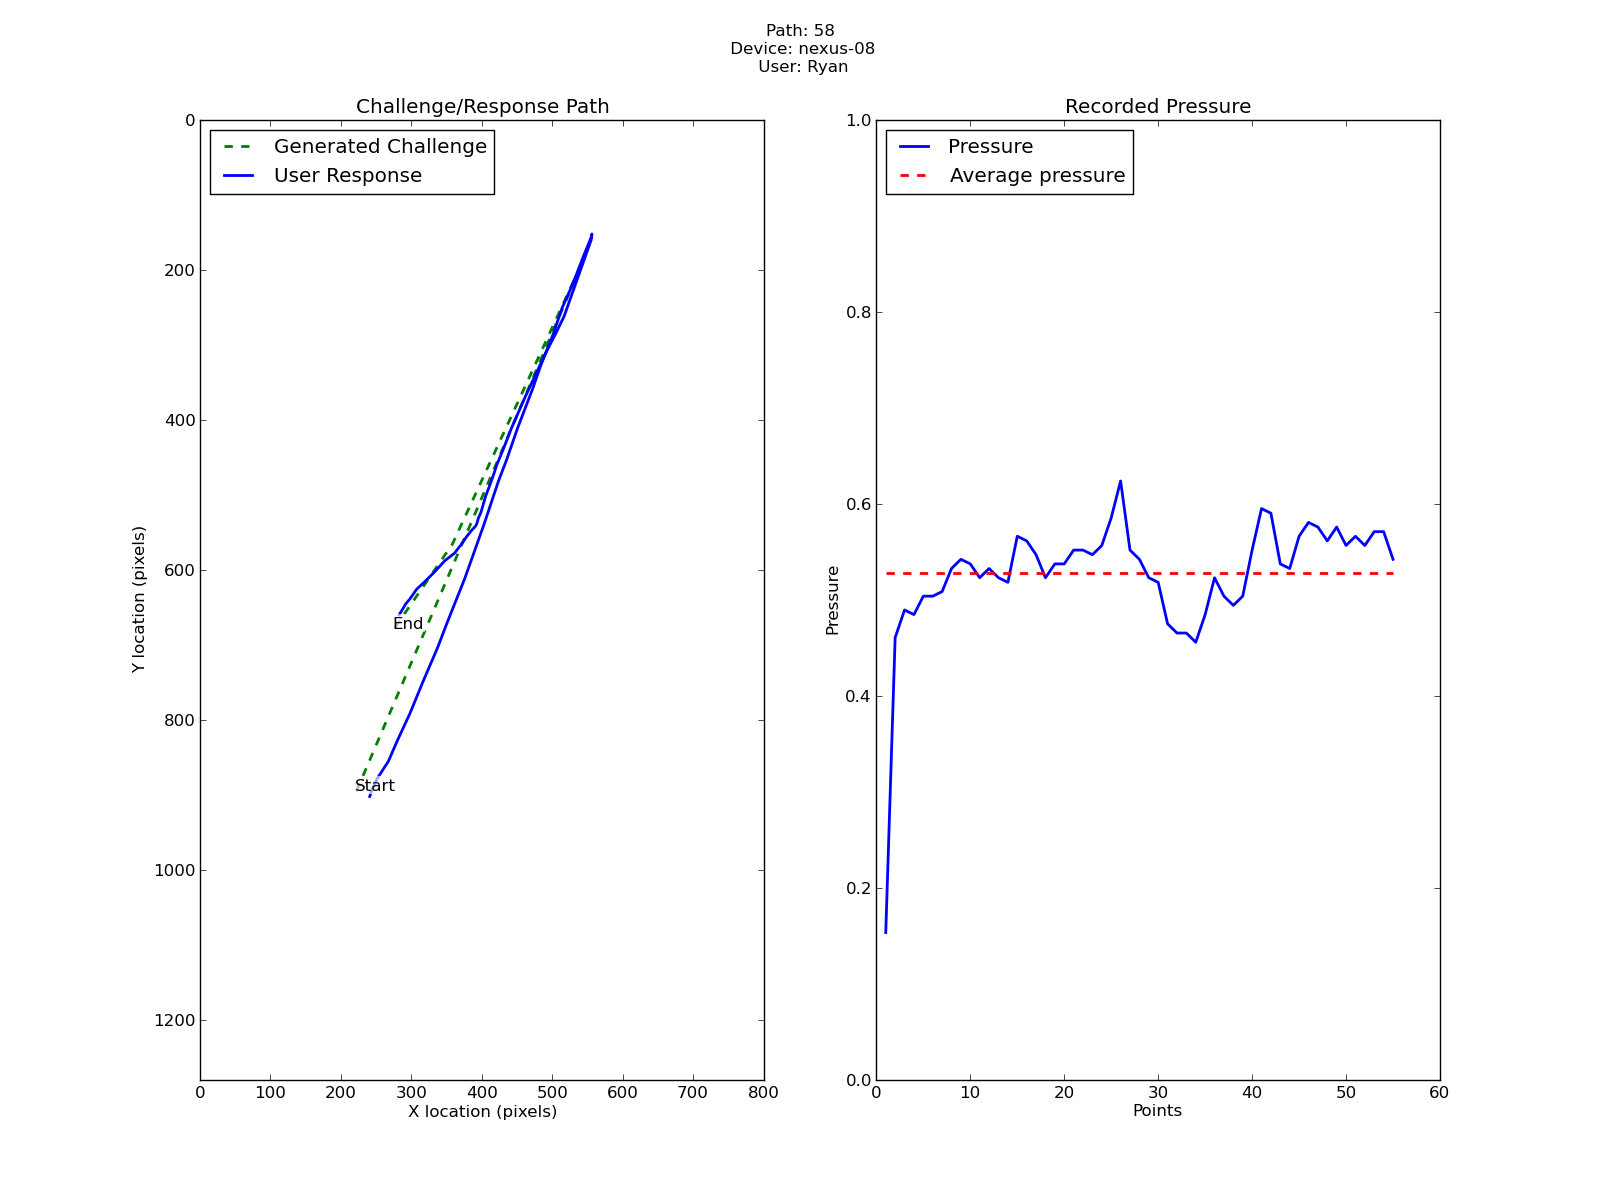 Path: 58
Device: nexus-08
User: Ryan
Challenge/Response Path
Generated Challenge
User Response
0
200
400
600
800
1000
1200
Y location (pixels)
End
Start
0 100 200 300 400 500 600 700 800
X location (pixels)
Recorded Pressure
Pressure
Average pressure
1.0
0.8
0.6
0.4
0.2
0.0
Pressure
0 10 20 30 40 50 60
Points